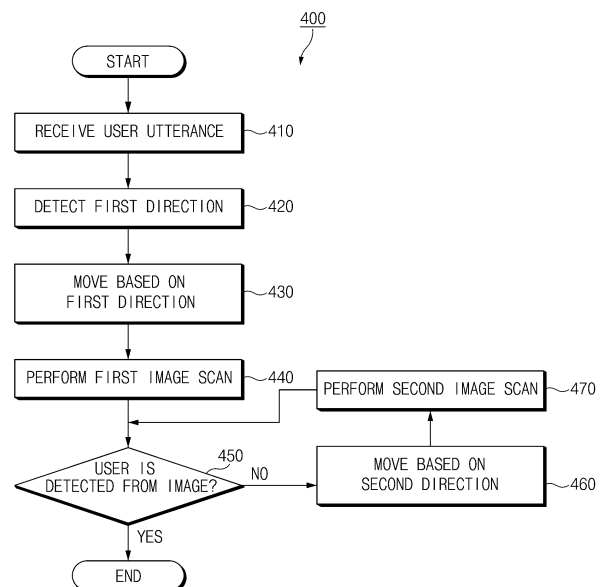 400
START
RECEIVE USER UTTERANCE
410
DETECT FIRST DIRECTION
420
MOVE BASED ON
FIRST DIRECTION
430
PERFORM FIRST IMAGE SCAN
440
PERFORM SECOND IMAGE SCAN
470
450
USER IS
DETECTED FROM IMAGE?
NO
MOVE BASED ON
SECOND DIRECTION
460
YES
END